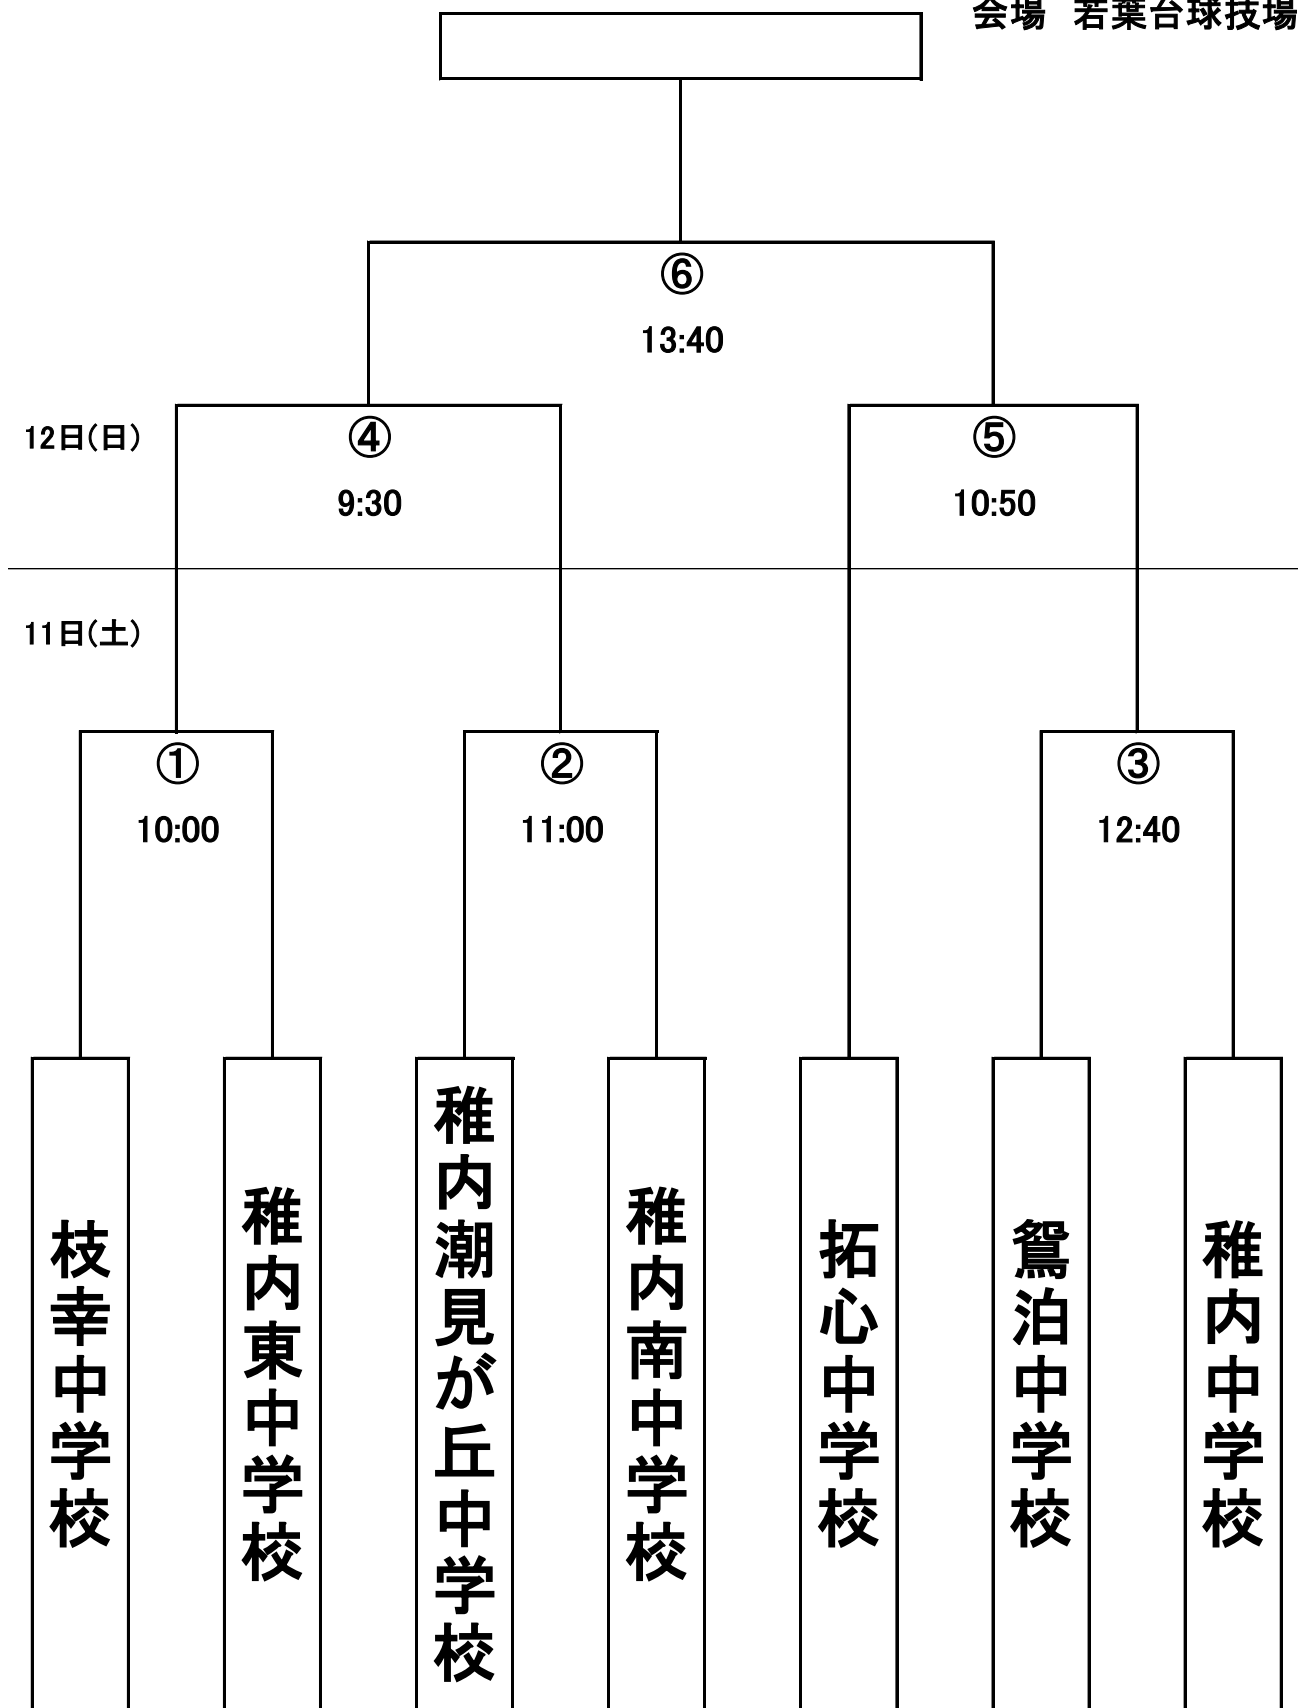 会場　若葉台球技場
⑥
13:40
12日(日)
④
⑤
9:30
10:50
11日(土)
①
②
③
10:00
11:00
12:40
枝幸中学校
稚内東中学校
稚内潮見が丘中学校
稚内南中学校
拓心中学校
鴛泊中学校
稚内中学校